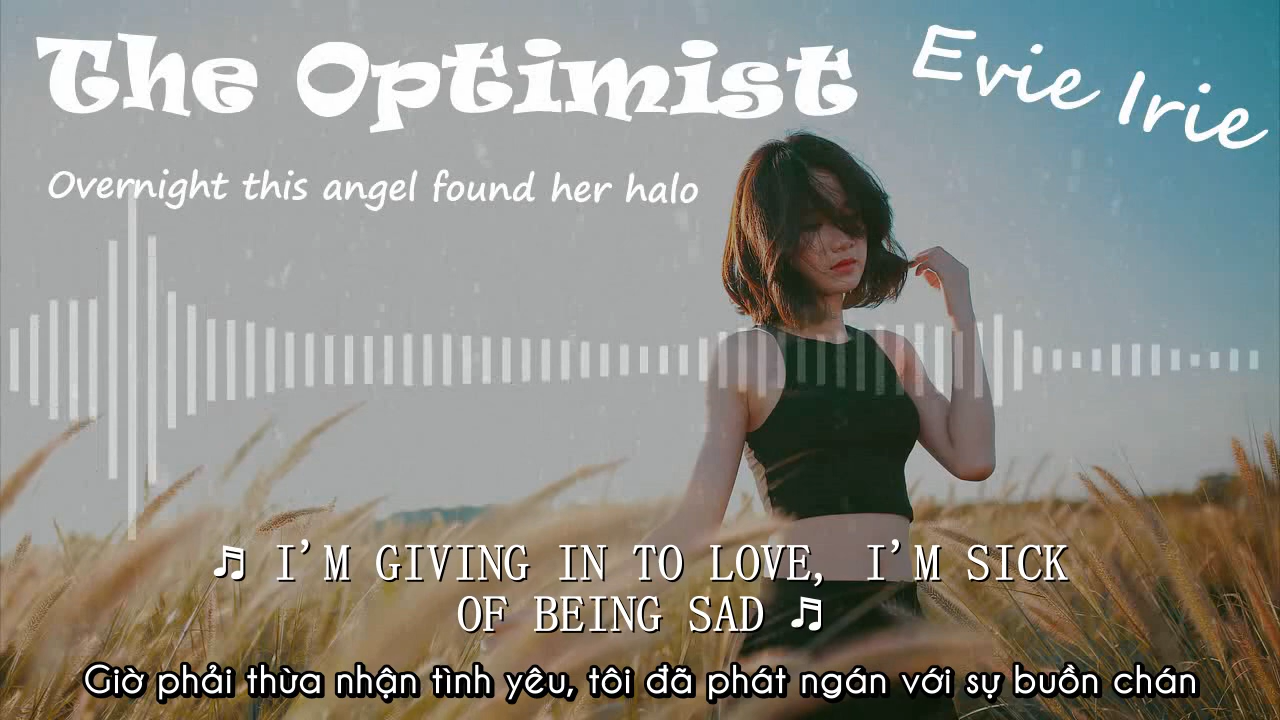 The Optimist
Evie Irie
Overnight this angel found her halo
♫ I'M GIVING IN TO LOVE, I'M SICK
OF BEING SAD ♫
Giờ phải thừa nhận tình yêu, tôi đã phát ngán với sự buồn chán